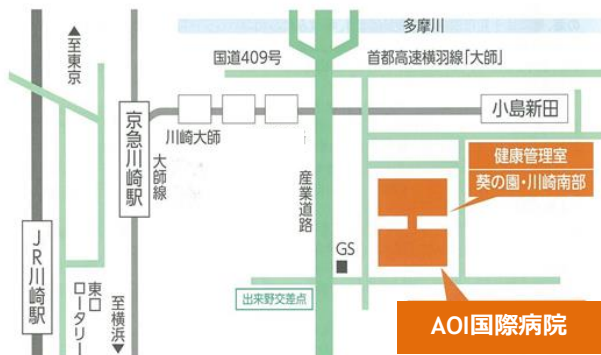 多摩川
国道409号
首都高速横羽線「大師」
▲至東京
京急川崎駅
川崎大師
大師線
小島新田
健康管理室
葵の園・川崎南部
産業道路
GS
JR川崎駅
東口
ロータリー
至横浜▼
出来野交差点
AOI国際病院